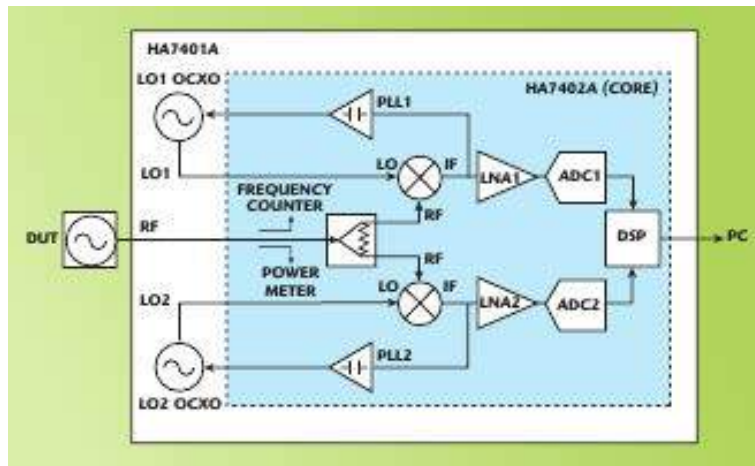 HA7401A
LO1 OCXO
HA7402A (CORE)
PLL1
LO1
LO
IF
LNA1
ADC1
FREQUENCY
COUNTER
RF
DUT
RF
DSP
PC
POWER
METER
RF
LO2
LO
IF
LNA2
ADC2
PLL2
LO2 OCXO